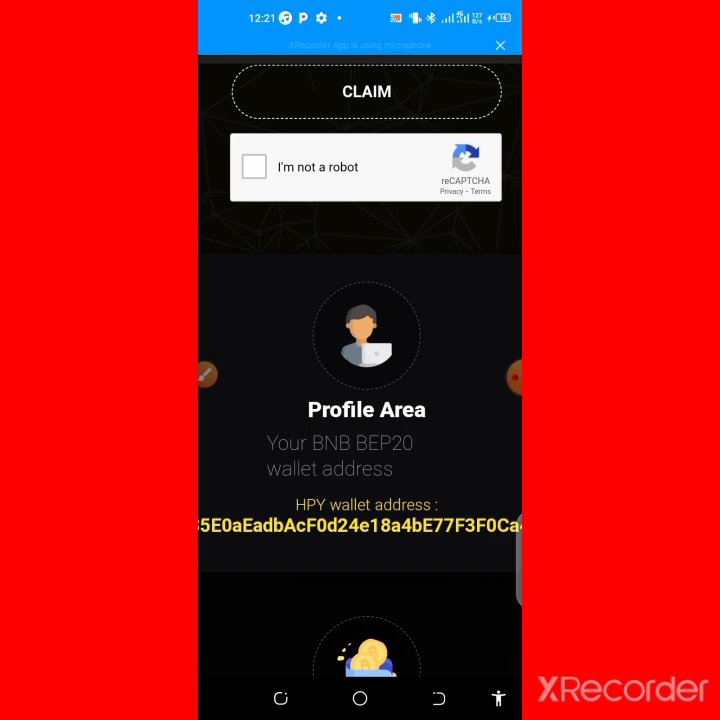 12:21
XRecorder App is using microphone
CLAIM
I'm not a robot
reCAPTCHA
Privacy - Terms
Profile Area
Your BNB BEP20
wallet address
HPY wallet address :
35E0aEadbAcF0d24e18a4bE77F3F0Ca4
XRecorder